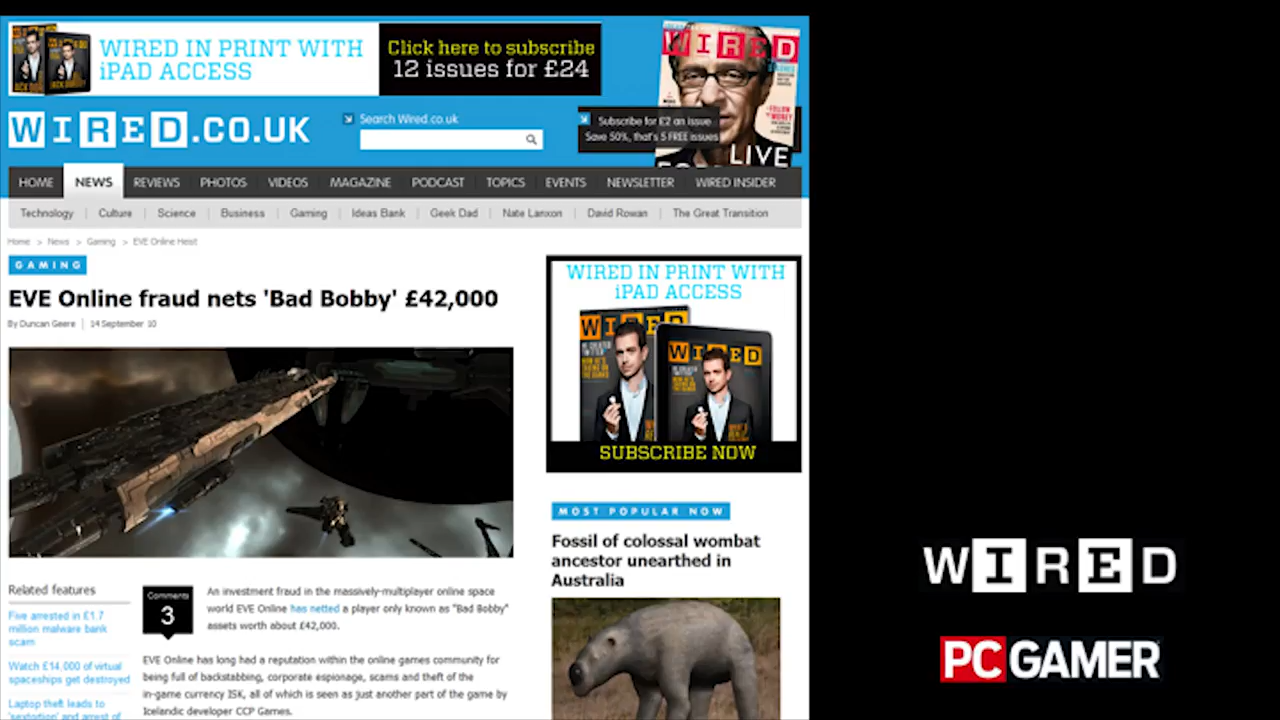 WIRED IN PRINT WITH
iPAD ACCESS
Click here to subscribe
12 issues for £24
WIRED
WIRED.CO.UK
Search Wired.co.uk
Subscribe for £2 an issue
Save 50%, that's 5 FREE issues
LIVE
HOME NEWS REVIEWS PHOTOS VIDEOS MAGAZINE PODCAST TOPICS EVENTS NEWSLETTER WIRED INSIDER
Technology | Culture | Science | Business | Gaming | Ideas Bank | Geek Dad | Nate Lanxon | David Rowan | The Great Transition
Home > News > Gaming > EVE Online Heist
GAMING
EVE Online fraud nets 'Bad Bobby' £42,000
By Duncan Geere | 14 September 10
WIRED IN PRINT WITH
iPAD ACCESS
WIRED
WIRED
SUBSCRIBE NOW
MOST POPULAR NOW
Fossil of colossal wombat
ancestor unearthed in
Australia
Related features
Five arrested in £1.7
million malware bank
scam
Watch £14,000 of virtual
spaceships get destroyed
Laptop theft leads to
'sextortion' and arrest of
Comments
3
An investment fraud in the massively-multiplayer online space
world EVE Online has netted a player only known as "Bad Bobby"
assets worth about £42,000.
EVE Online has long had a reputation within the online games community for
being full of backstabbing, corporate espionage, scams and theft of the
in-game currency ISK, all of which is seen as just another part of the game by
Icelandic developer CCP Games.
WIRED
PC GAMER